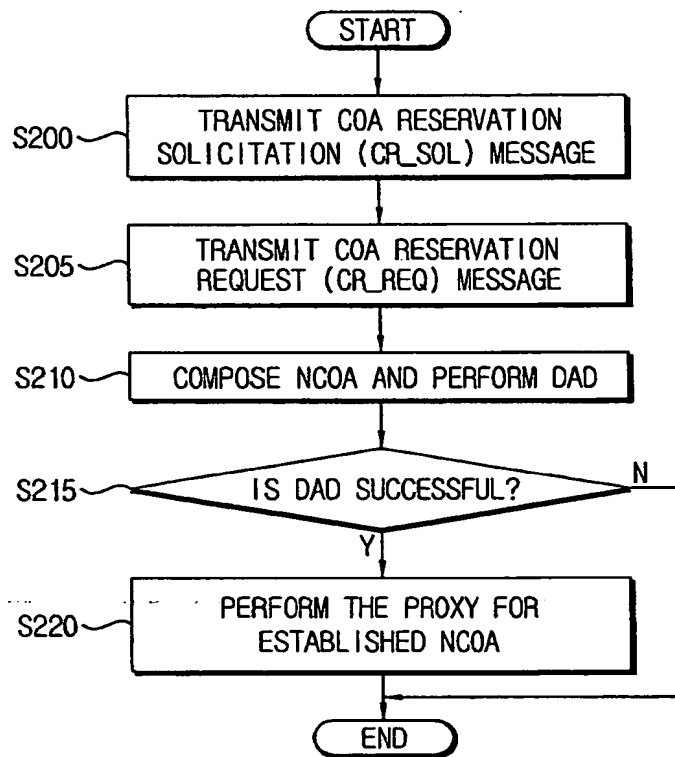 START
S200
TRANSMIT COA RESERVATION
SOLICITATION (CR_SOL) MESSAGE
S205
TRANSMIT COA RESERVATION
REQUEST (CR_REQ) MESSAGE
S210
COMPOSE NCOA AND PERFORM DAD
S215
IS DAD SUCCESSFUL?
N
Y
S220
PERFORM THE PROXY FOR
ESTABLISHED NCOA
END